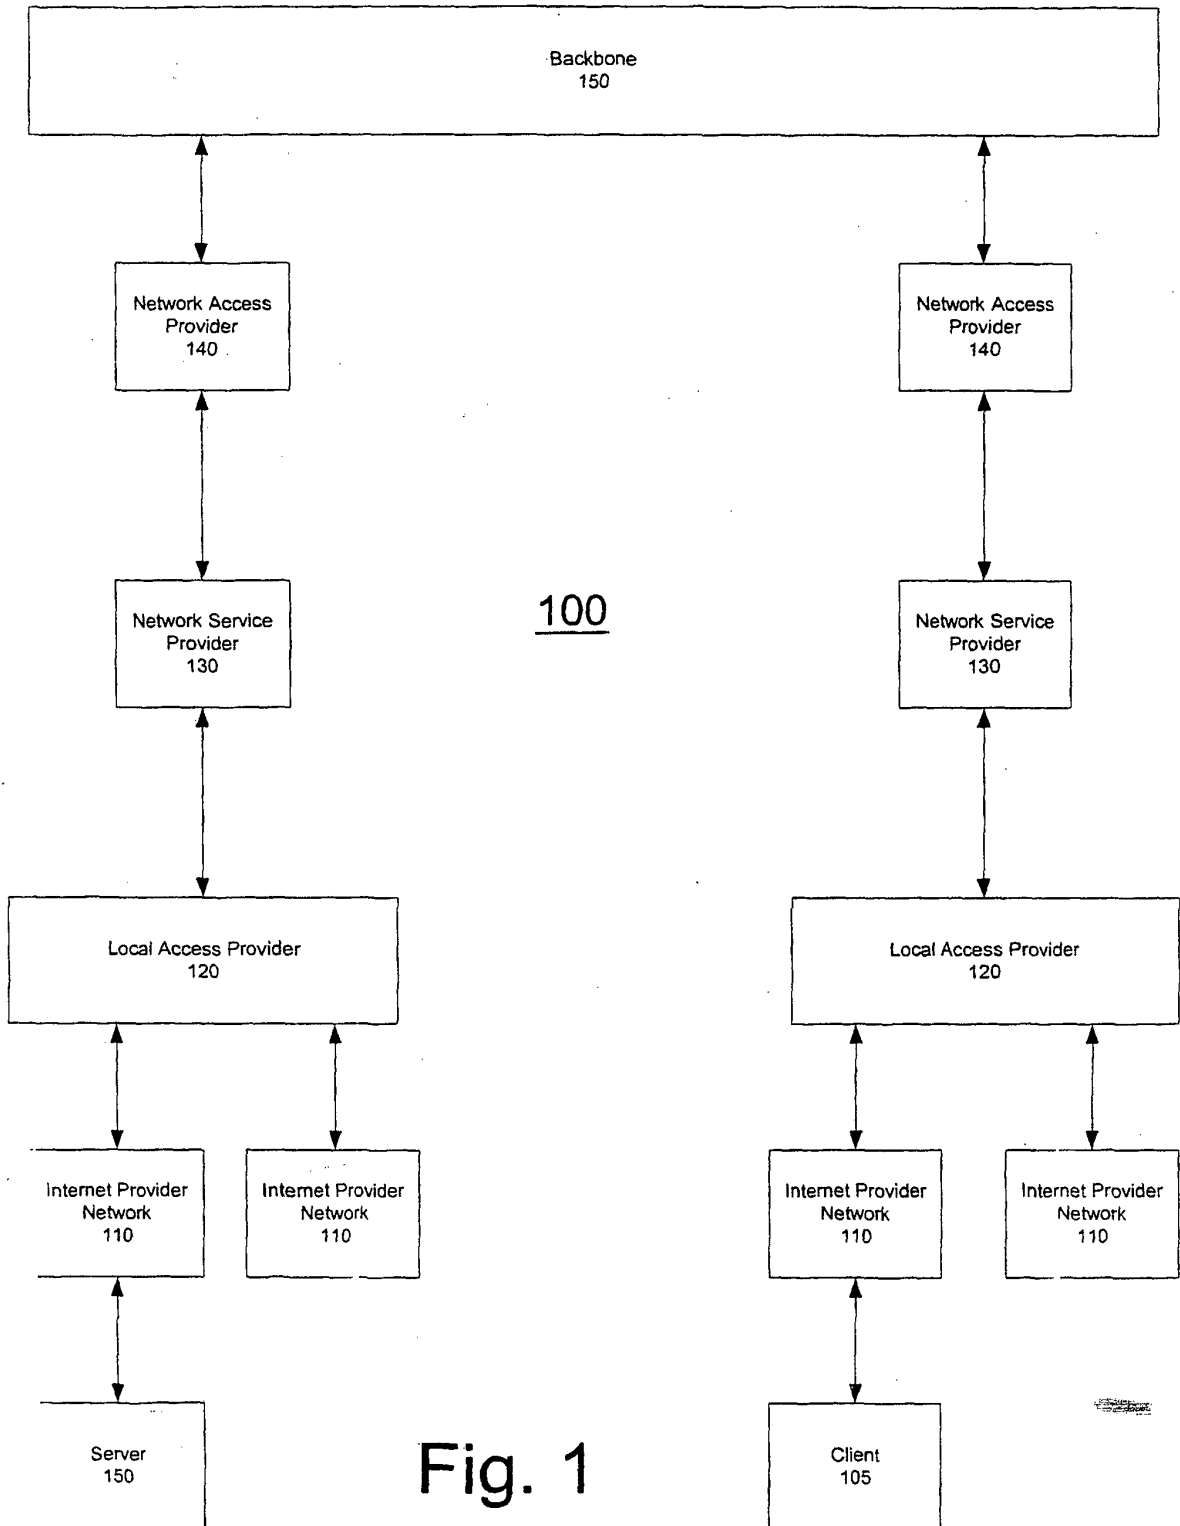 Backbone
150
Network Access
Provider
140
Network Access
Provider
140
Network Service
Provider
130
100
Network Service
Provider
130
Local Access Provider
120
Local Access Provider
120
Internet Provider
Network
110
Internet Provider
Network
110
Internet Provider
Network
110
Internet Provider
Network
110
Server
150
Fig. 1
Client
105